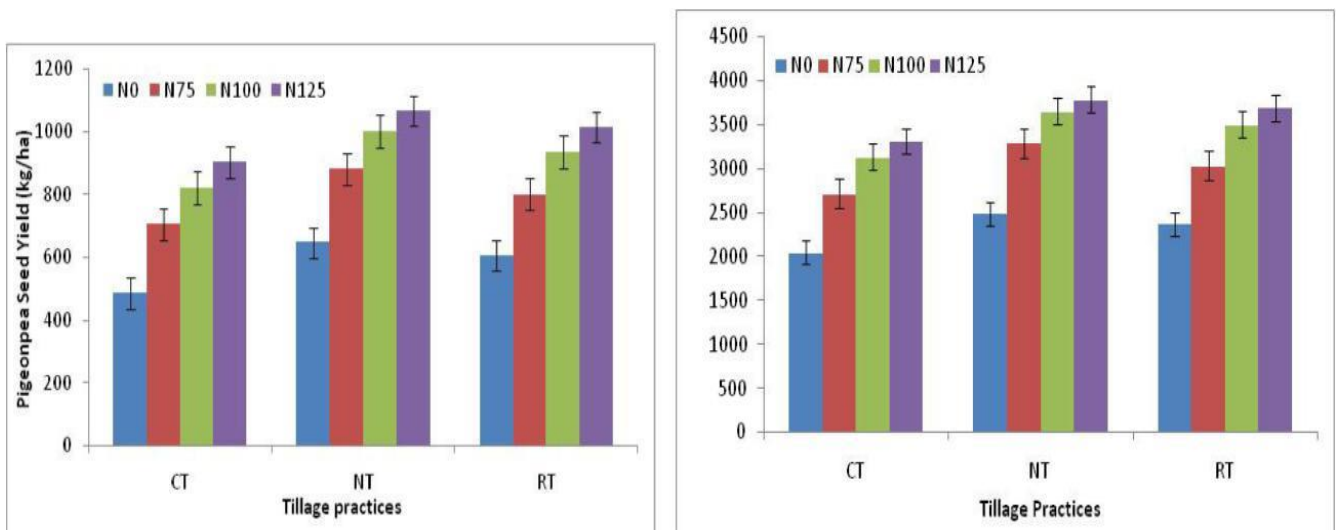 1200
1000
800
600
400
200
0
Pigeonpea Seed Yield (kg/ha)
N0 N75 N100 N125
CT NT RT
Tillage practices
4500
4000
3500
3000
2500
2000
1500
1000
500
0
N0 N75 N100 N125
CT NT RT
Tillage Practices